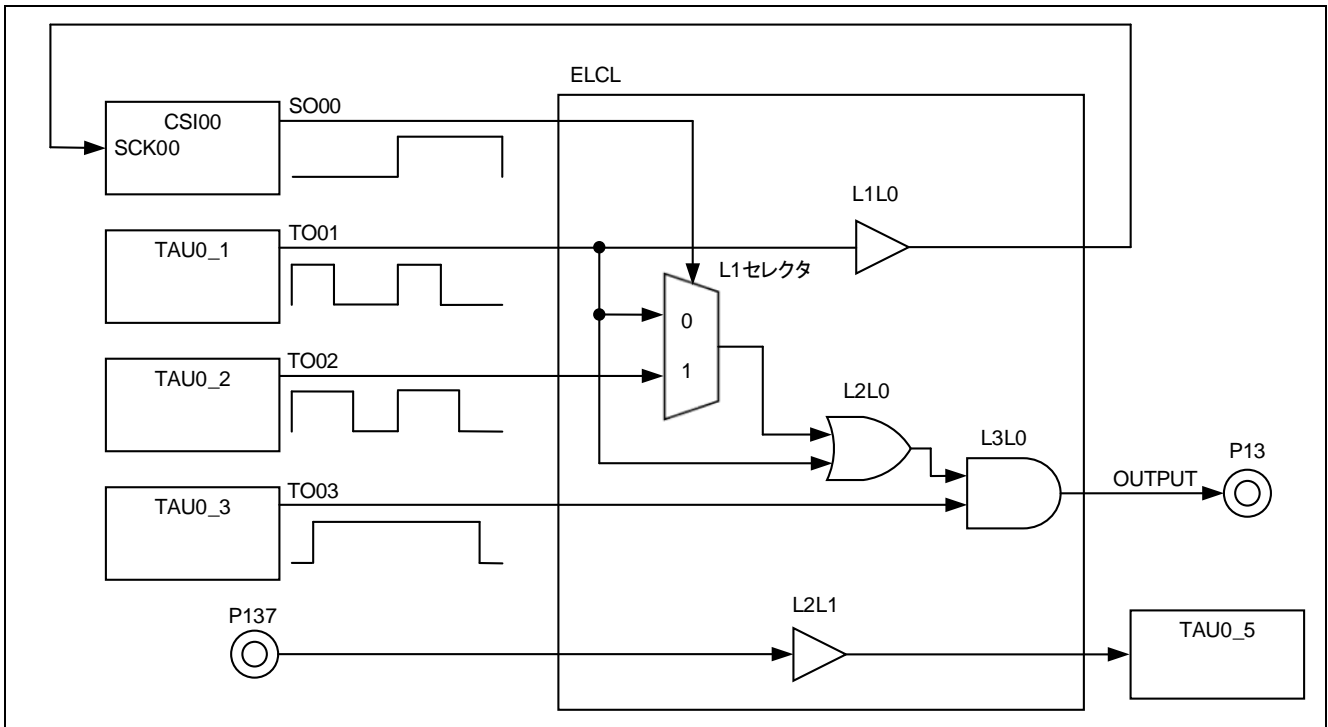 ELCL
SO00
CSI00
SCK00
L1L0
TO01
TAU0_1
L1セレクタ
0
TO02
1
TAU0_2
L2L0
L3L0
P13
TO03
OUTPUT
TAU0_3
P137
L2L1
TAU0_5